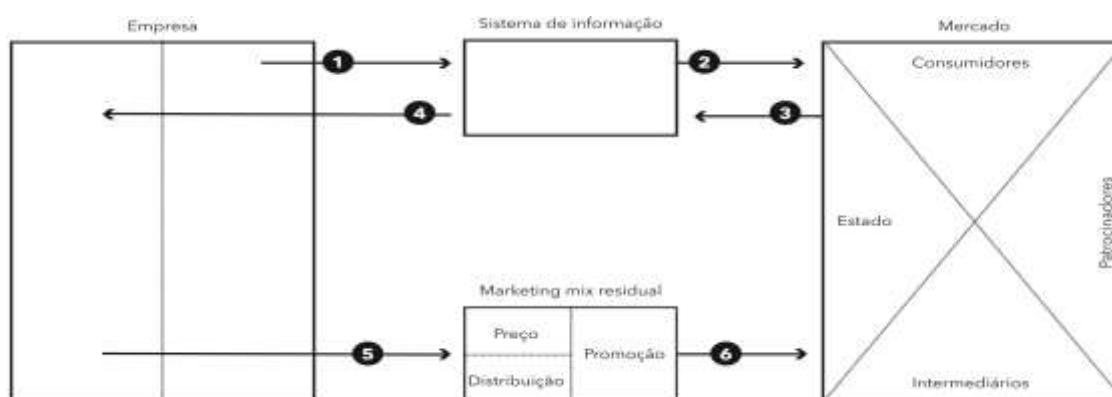 Empresa
Sistema de informação
Mercado
1
2
Consumidores
4
3
Estado
Patrocinadores
Marketing mix residual
Preço
5
Promoção
6
Distribuição
Intermediários